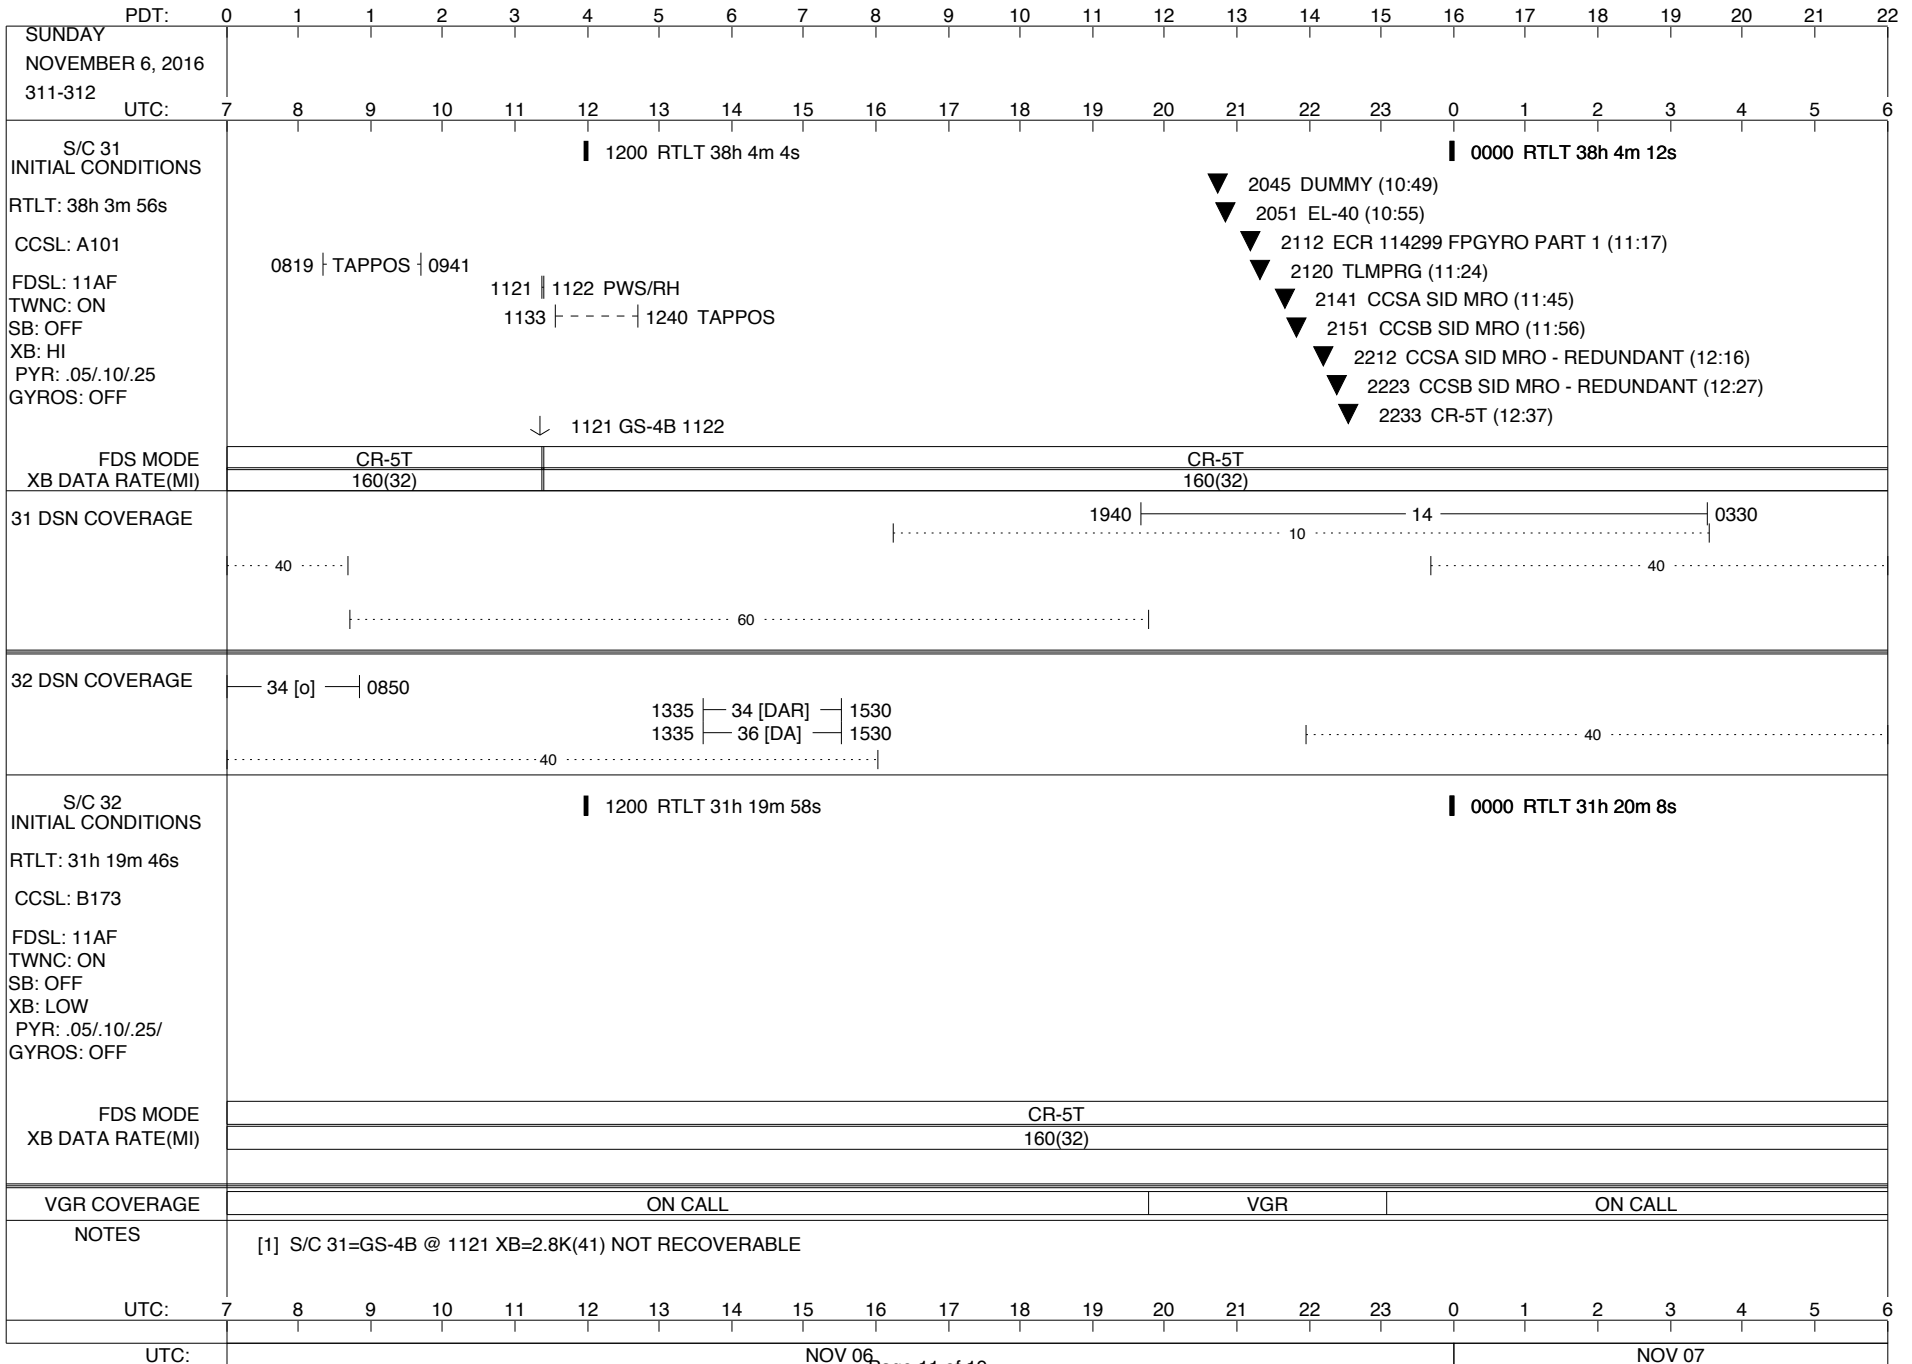 PDT: 0 1 1 2 3 4 5 6 7 8 9 10 11 12 13 14 15 16 17 18 19 20 21 22
SUNDAY
NOVEMBER 6, 2016
311-312
UTC: 7 8 9 10 11 12 13 14 15 16 17 18 19 20 21 22 23 0 1 2 3 4 5 6
S/C 31
INITIAL CONDITIONS
RTLT: 38h 3m 56s
CCSL: A101
FDSL: 11AF
TWNC: ON
SB: OFF
XB: HI
PYR: .05/.10/.25
GYROS: OFF
1200 RTLT 38h 4m 4s
0000 RTLT 38h 4m 12s
2045 DUMMY (10:49)
2051 EL-40 (10:55)
2112 ECR 114299 FPGYRO PART 1 (11:17)
2120 TLMPRG (11:24)
2141 CCSA SID MRO (11:45)
2151 CCSB SID MRO (11:56)
2212 CCSA SID MRO - REDUNDANT (12:16)
2223 CCSB SID MRO - REDUNDANT (12:27)
2233 CR-5T (12:37)
0819 TAPPOS 0941
1121 1122 PWS/RH
1133 1240 TAPPOS
1121 GS-4B 1122
FDS MODE CR-5T CR-5T
XB DATA RATE(MI) 160(32) 160(32)
31 DSN COVERAGE
1940 14 0330
10
40 40
60
32 DSN COVERAGE
34 [o] 0850
1335 34 [DAR] 1530
1335 36 [DA] 1530
40
40
S/C 32
INITIAL CONDITIONS
RTLT: 31h 19m 46s
CCSL: B173
FDSL: 11AF
TWNC: ON
SB: OFF
XB: LOW
PYR: .05/.10/.25/
GYROS: OFF
1200 RTLT 31h 19m 58s
0000 RTLT 31h 20m 8s
FDS MODE CR-5T
XB DATA RATE(MI) 160(32)
VGR COVERAGE ON CALL VGR ON CALL
NOTES
[1] S/C 31=GS-4B @ 1121 XB=2.8K(41) NOT RECOVERABLE
UTC: 7 8 9 10 11 12 13 14 15 16 17 18 19 20 21 22 23 0 1 2 3 4 5 6
UTC: NOV 06 NOV 07